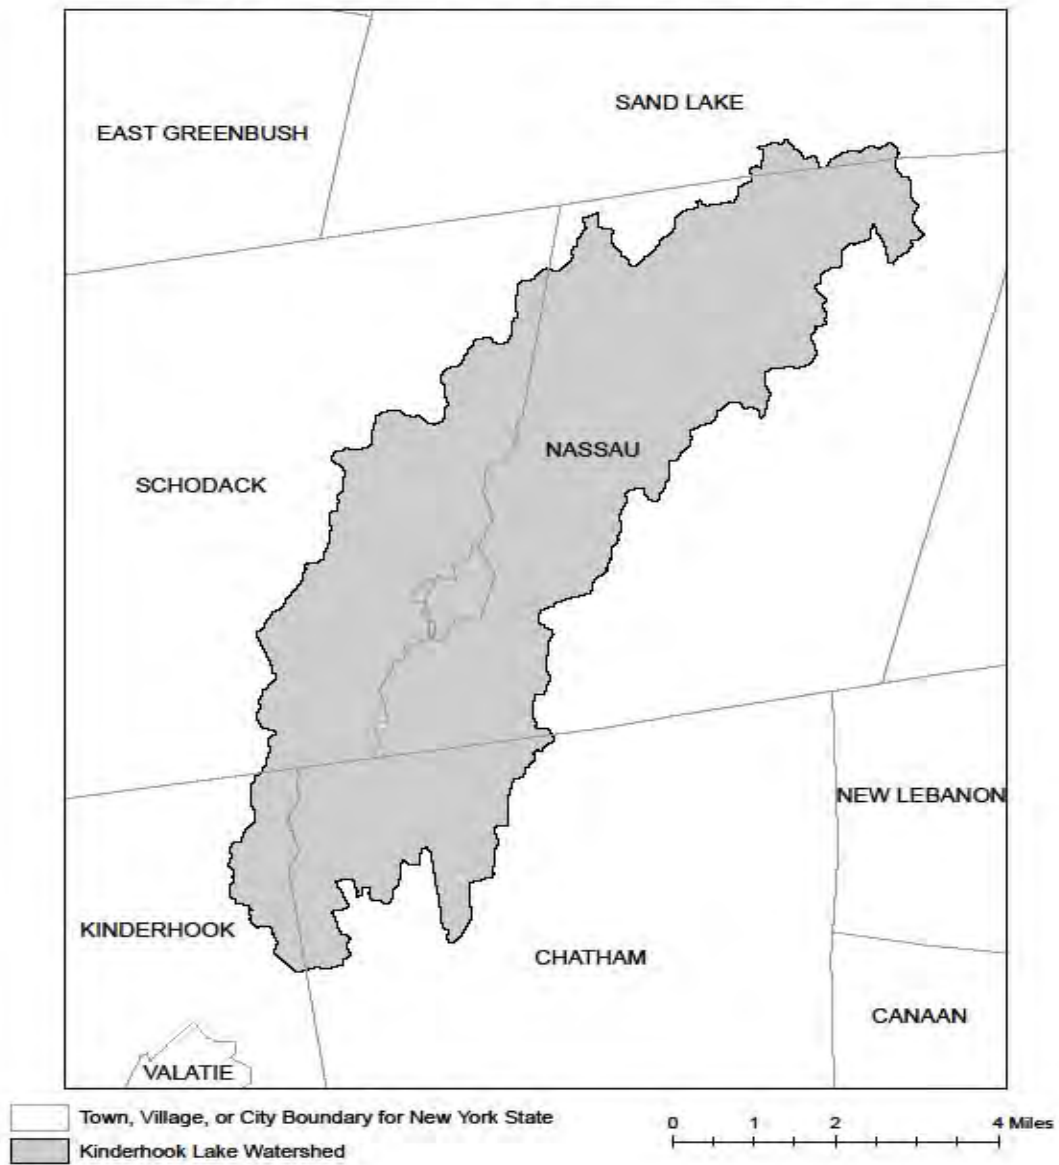 SAND LAKE
EAST GREENBUSH
NASSAU
SCHODACK
NEW LEBANON
KINDERHOOK
CHATHAM
CANAAN
VALATIE
Town, Village, or City Boundary for New York State
Kinderhook Lake Watershed
0 1 2 4 Miles